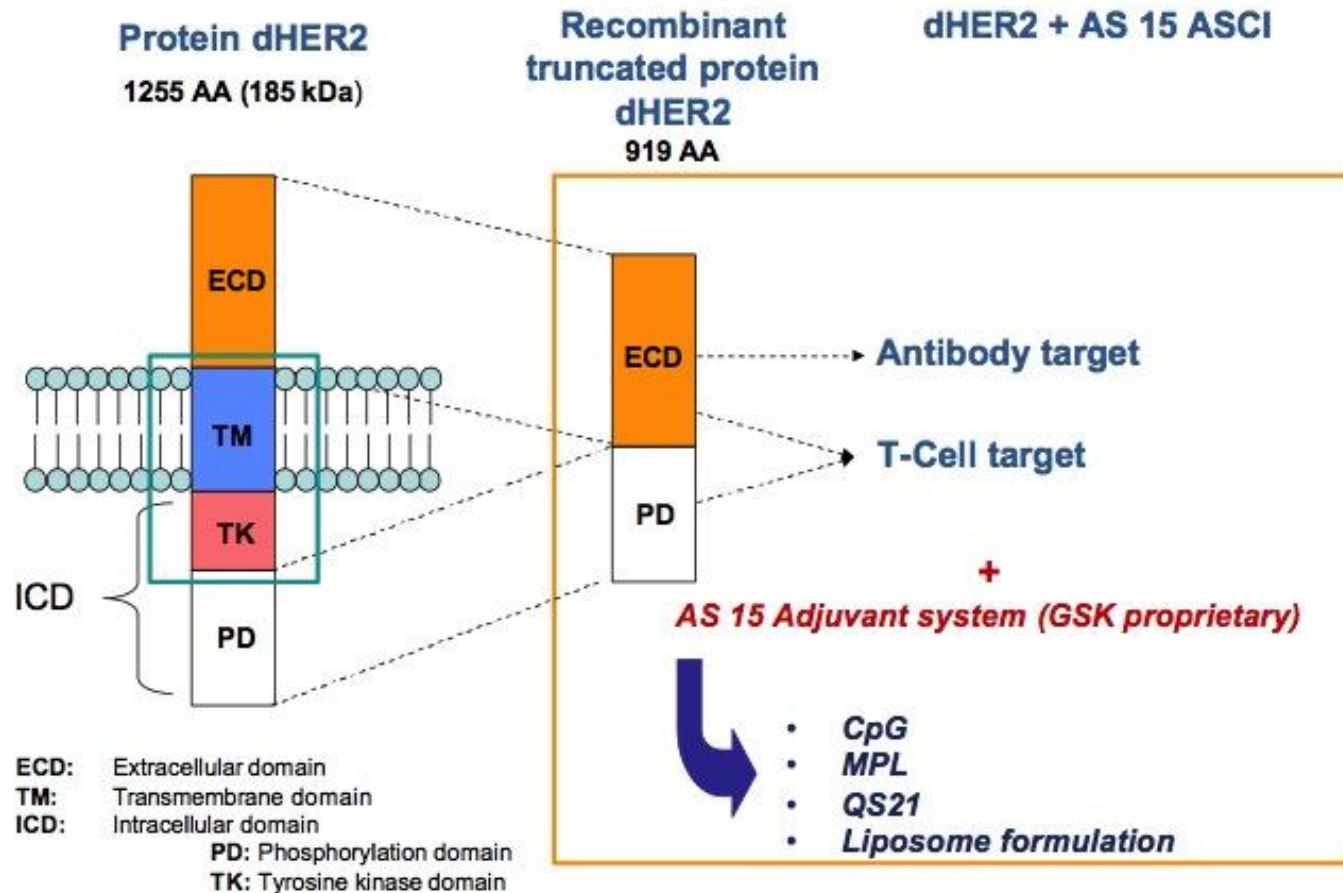 Protein dHER2
1255 AA (185 kDa)
Recombinant
truncated protein
dHER2
919 AA
dHER2 + AS 15 ASCI
ECD
TM
TK
PD
ICD
ECD
PD
Antibody target
T-Cell target
+
AS 15 Adjuvant system (GSK proprietary)
• CpG
• MPL
• QS21
• Liposome formulation
ECD: Extracellular domain
TM: Transmembrane domain
ICD: Intracellular domain
PD: Phosphorylation domain
TK: Tyrosine kinase domain